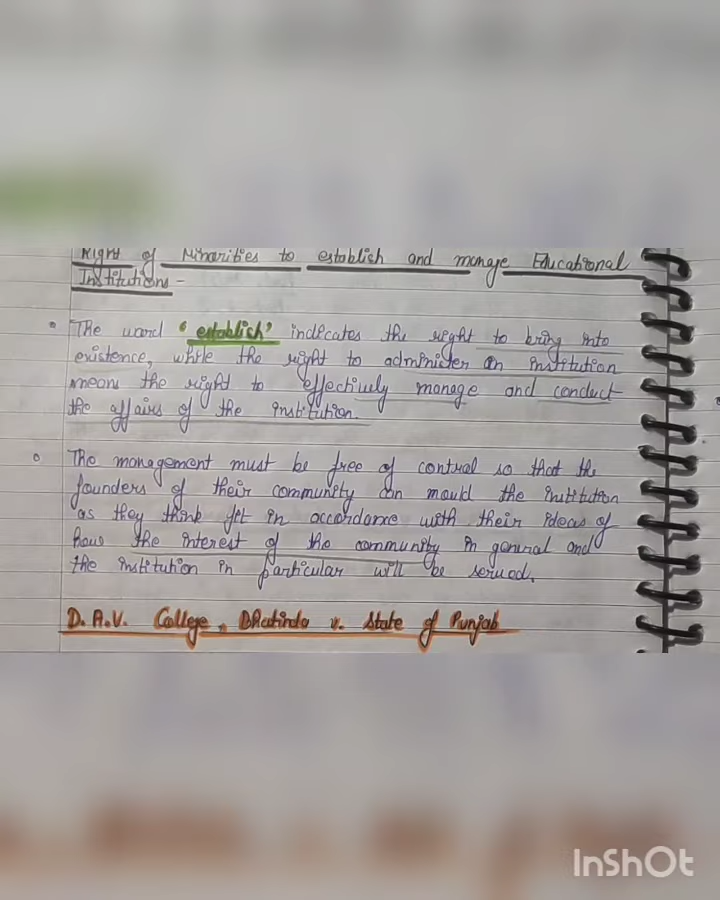 Right of Minorities to establish and manage Educational
Institutions -
• The word 'establish' indicates the right to bring into
existence, while the right to administer an institution
means the right to effectively manage and conduct
the affairs of the institution.
• The management must be free of control so that the
founders of their community can mould the institution
as they think fit in accordance with their ideas of
how the interest of the community in general and
the institution in particular will be served.
D. A.V. College, Bhatinda v. State of Punjab
InShOt